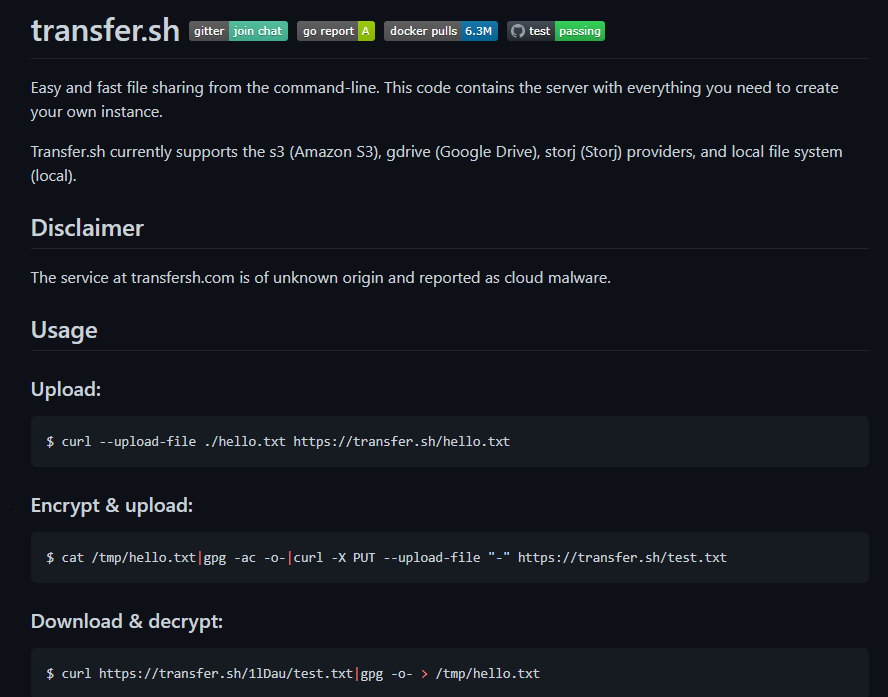 transfer.sh gitter join chat go report A docker pulls 6.3M test passing
Easy and fast file sharing from the command-line. This code contains the server with everything you need to create
your own instance.
Transfer.sh currently supports the s3 (Amazon S3), gdrive (Google Drive), storj (Storj) providers, and local file system
(local).
Disclaimer
The service at transfersh.com is of unknown origin and reported as cloud malware.
Usage
Upload:
$ curl --upload-file ./hello.txt https://transfer.sh/hello.txt
Encrypt & upload:
$ cat /tmp/hello.txt|gpg -ac -o-|curl -X PUT --upload-file "-" https://transfer.sh/test.txt
Download & decrypt:
$ curl https://transfer.sh/1lDau/test.txt|gpg -o- > /tmp/hello.txt